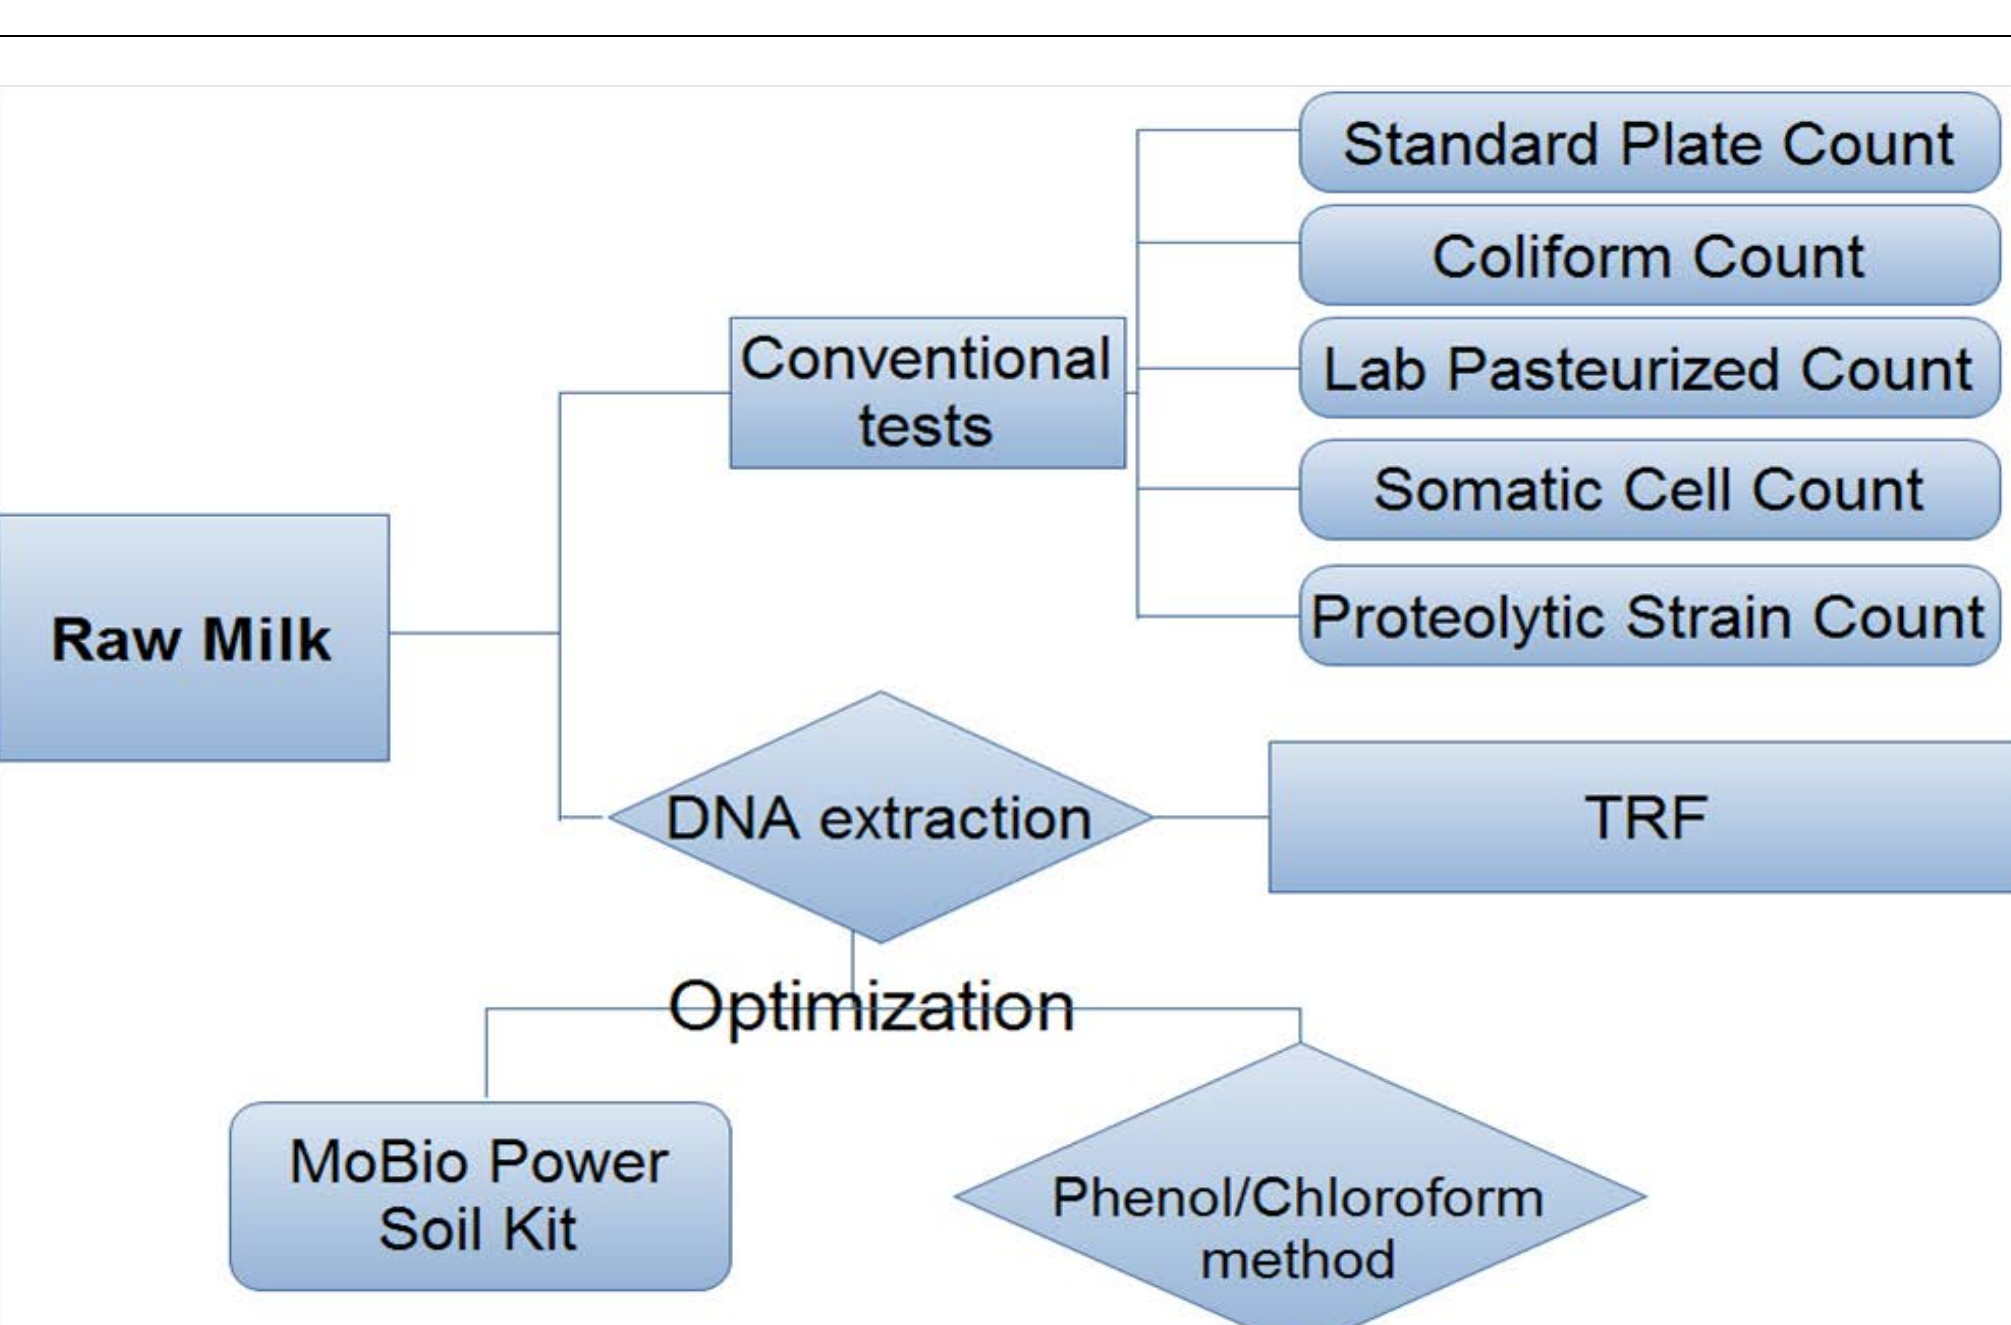 Standard Plate Count
Coliform Count
Conventional
tests
Lab Pasteurized Count
Somatic Cell Count
Proteolytic Strain Count
Raw Milk
DNA extraction
TRF
Optimization
MoBio Power
Soil Kit
Phenol/Chloroform
method